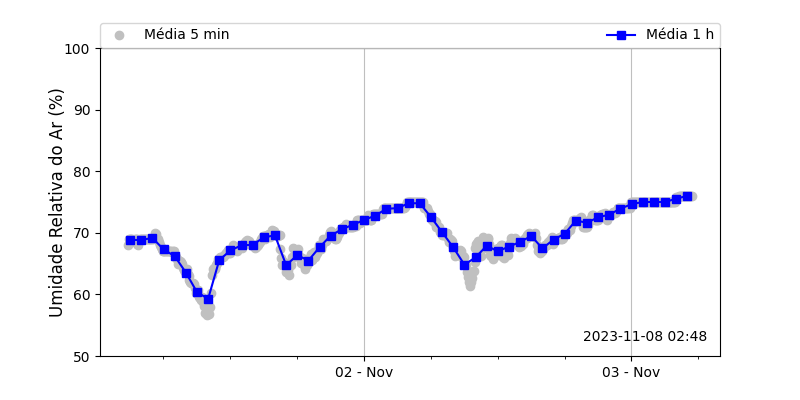 Média 5 min
Média 1 h
Umidade Relativa do Ar (%)
100
90
80
70
60
50
2023-11-08 02:48
02 - Nov
03 - Nov